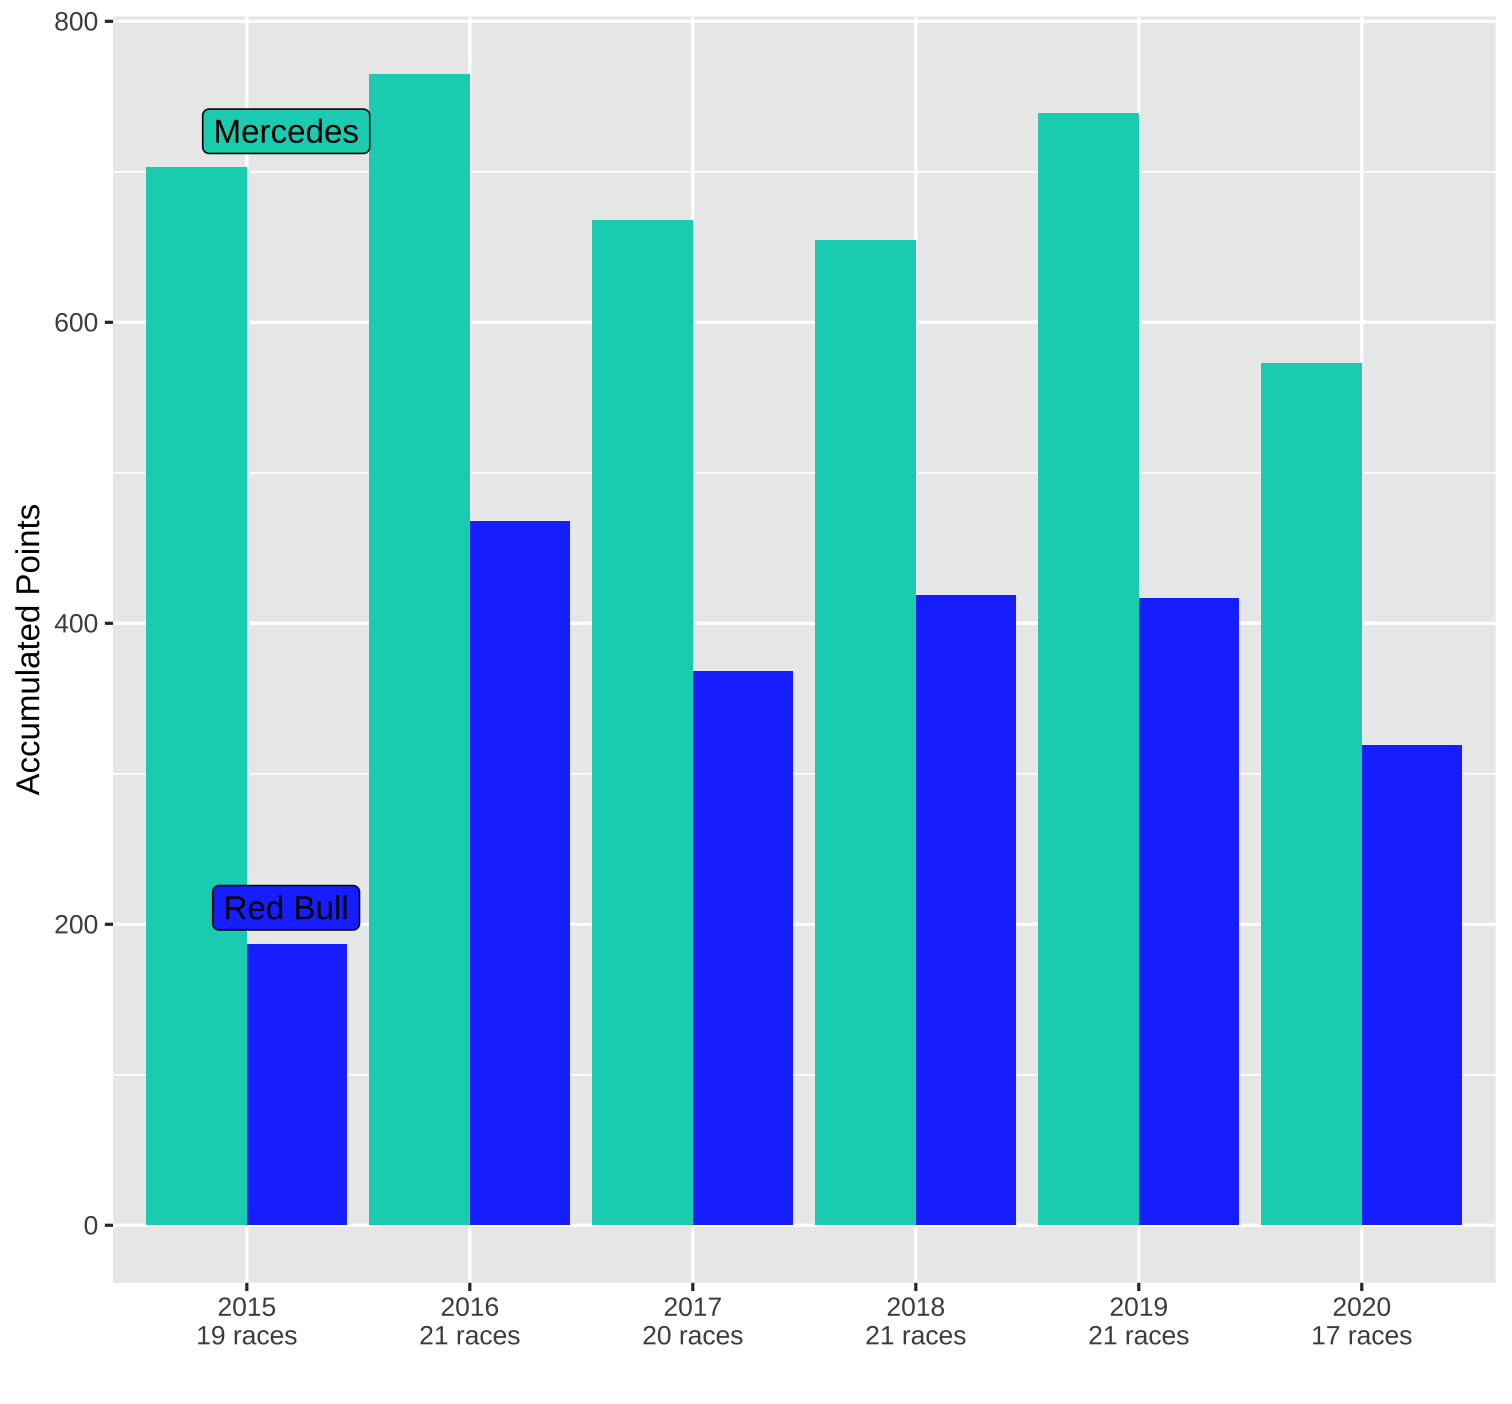 800
600
400
200
0
Accumulated Points
Mercedes
Red Bull
2015
19 races
2016
21 races
2017
20 races
2018
21 races
2019
21 races
2020
17 races